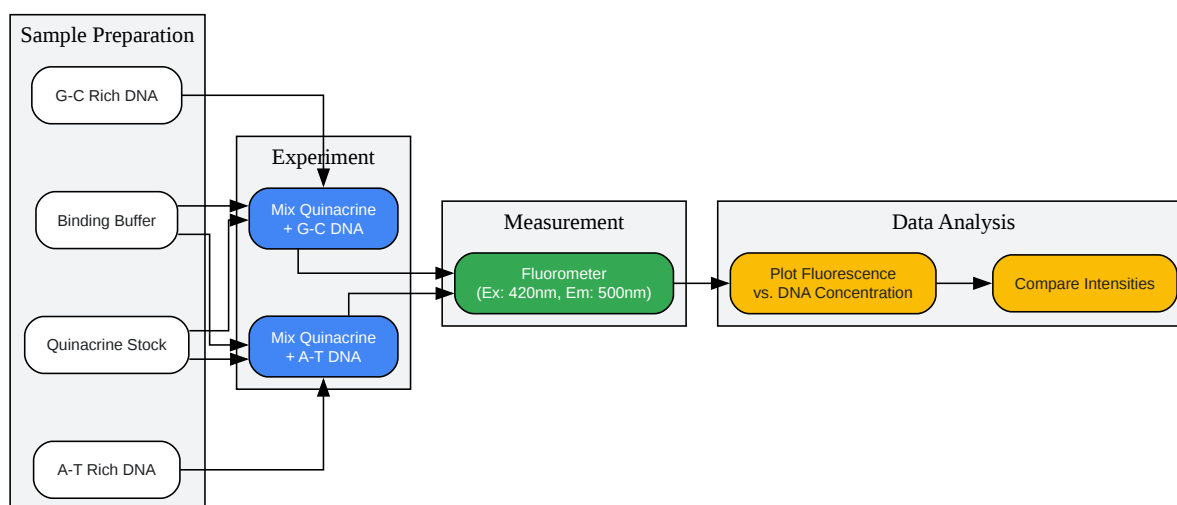 Sample Preparation
G-C Rich DNA
Binding Buffer
Quinacrine Stock
A-T Rich DNA
Experiment
Mix Quinacrine
+ G-C DNA
Mix Quinacrine
+ A-T DNA
Measurement
Fluorometer
(Ex: 420nm, Em: 500nm)
Data Analysis
Plot Fluorescence
vs. DNA Concentration
Compare Intensities